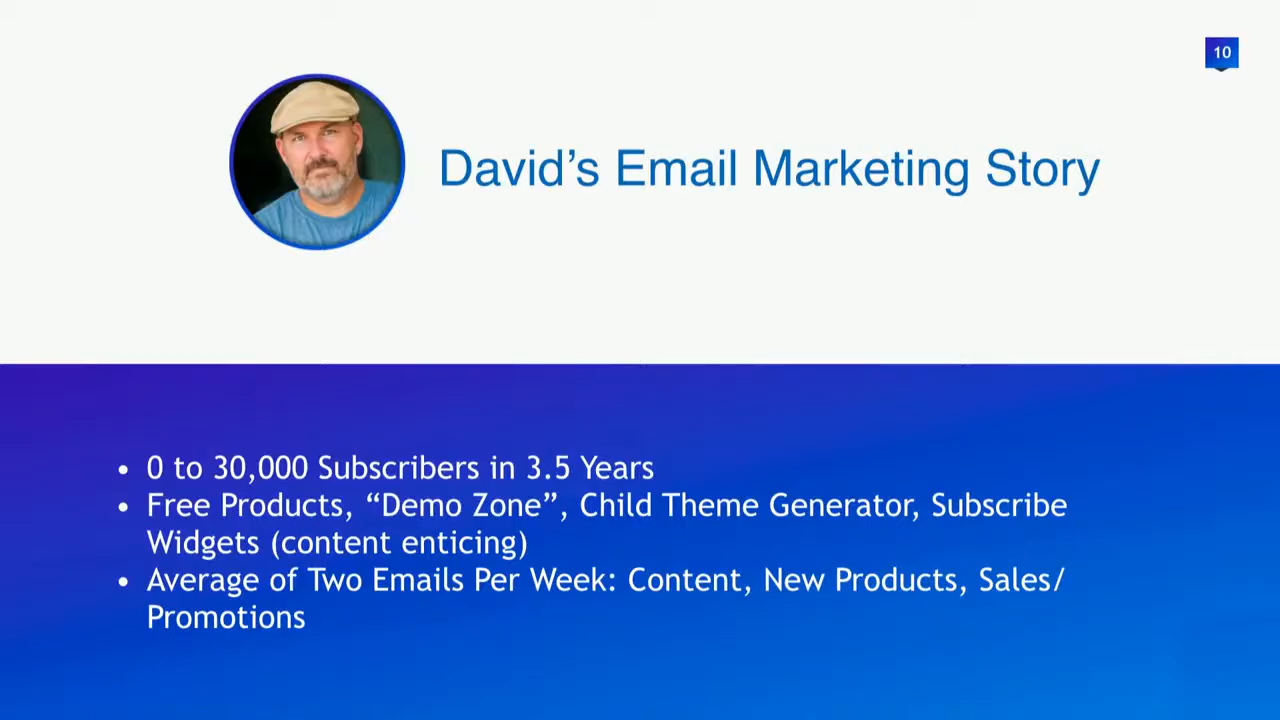 10
David’s Email Marketing Story
• 0 to 30,000 Subscribers in 3.5 Years
• Free Products, “Demo Zone”, Child Theme Generator, Subscribe
Widgets (content enticing)
• Average of Two Emails Per Week: Content, New Products, Sales/
Promotions